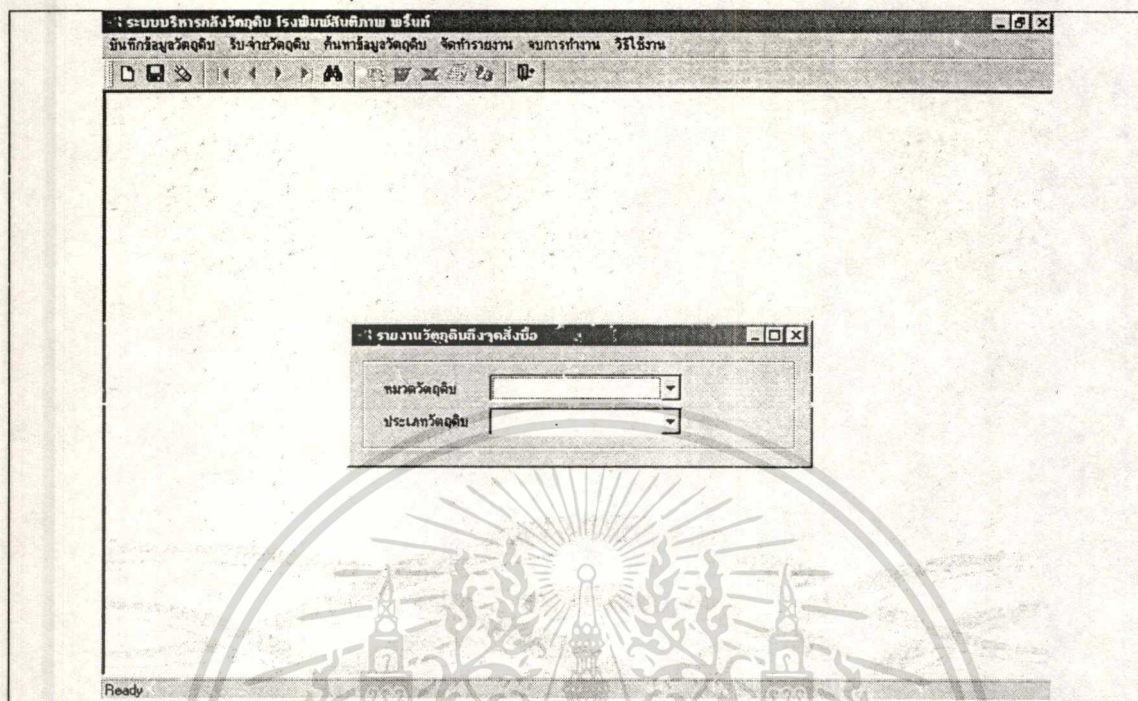 ระบบบริหารคลังวัตถุดิบ โรงพิมพ์สันติภาพ พริ้นท์
บันทึกข้อมูลวัตถุดิบ รับ-จ่ายวัตถุดิบ ค้นหาข้อมูลวัตถุดิบ จัดทำรายงาน จบการทำงาน วิธีใช้งาน
รายงานวัตถุดิบถึงจุดสั่งซื้อ
หมวดวัตถุดิบ
ประเภทวัตถุดิบ
Ready